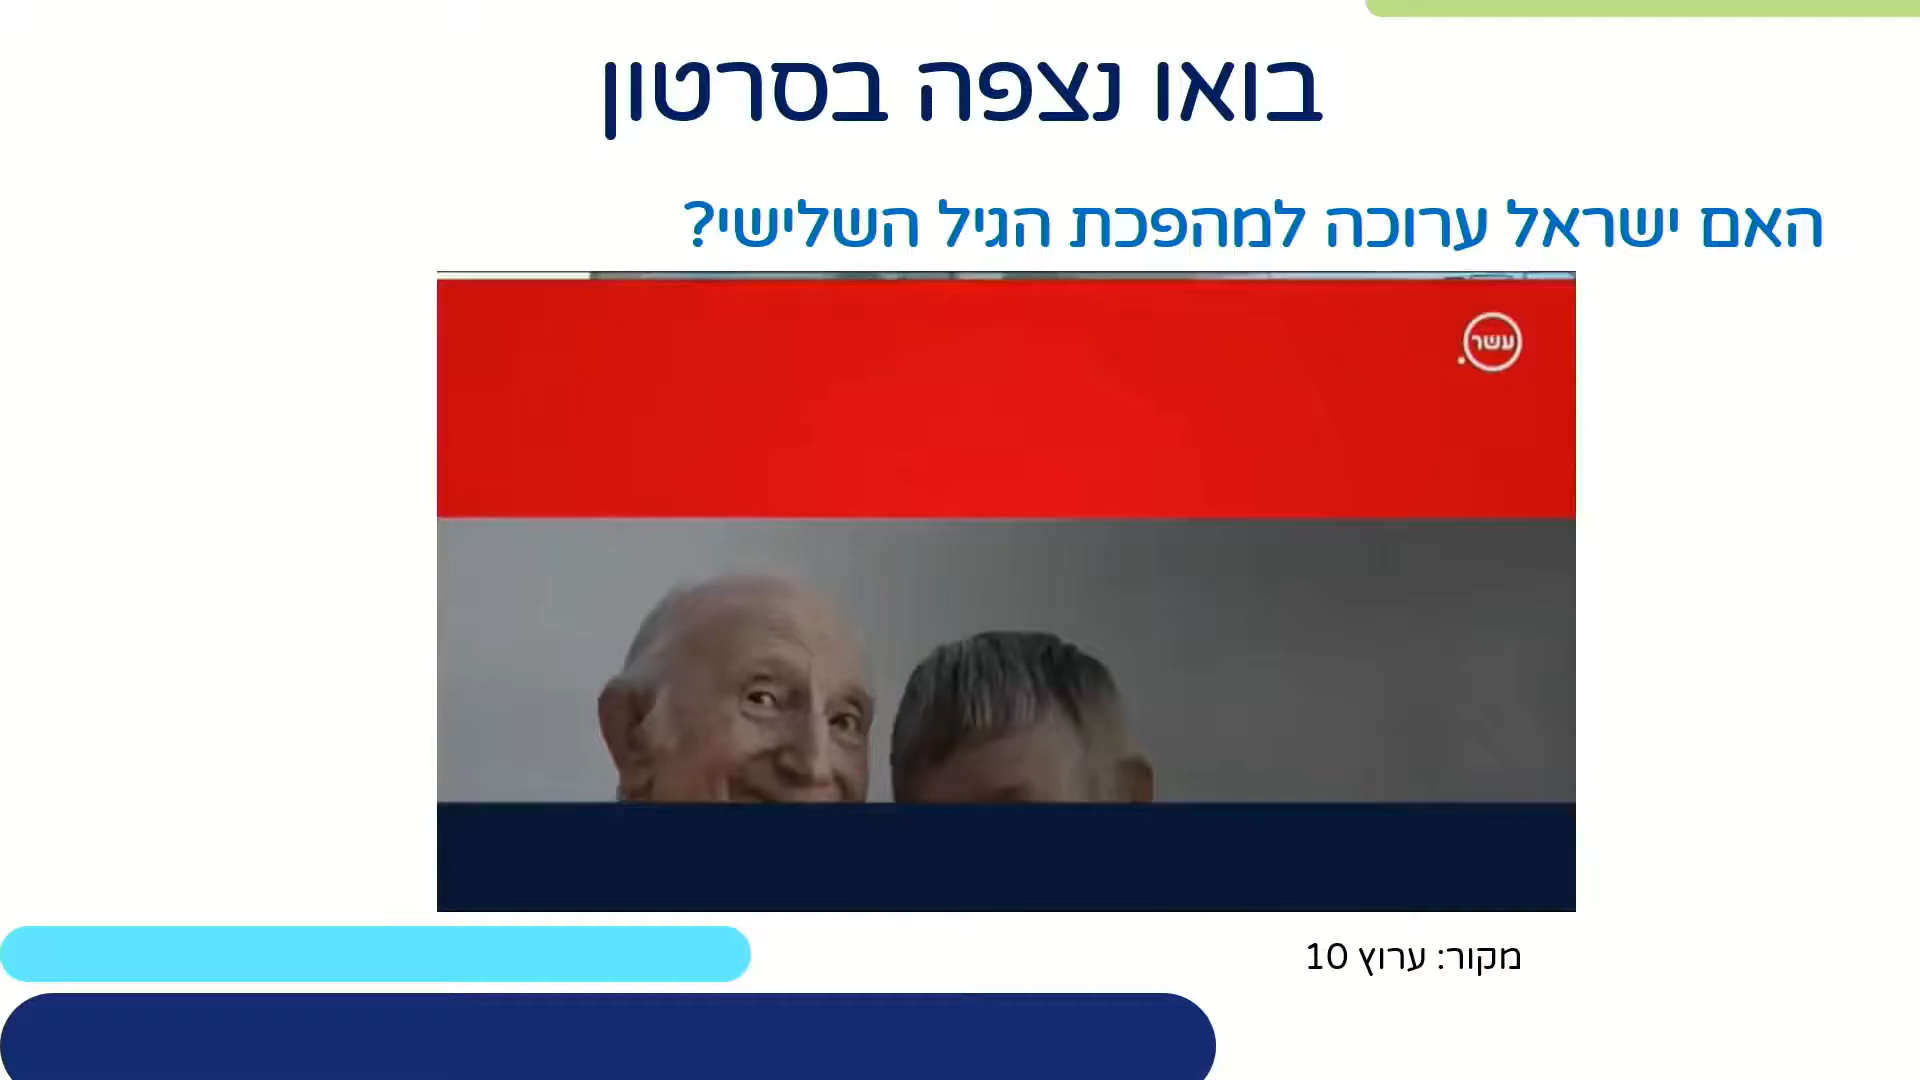 בואו נצפה בסרטון
האם ישראל ערוכה למהפכת הגיל השלישי?
עשר.
מקור: ערוץ 10